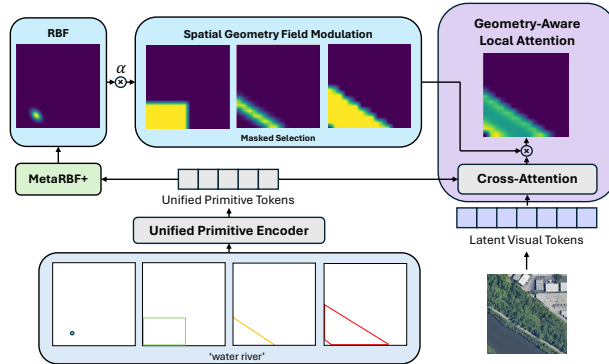 RBF
Spatial Geometry Field Modulation
Geometry-Aware
Local Attention
α
Masked Selection
MetaRBF+
Cross-Attention
Unified Primitive Tokens
Unified Primitive Encoder
Latent Visual Tokens
'water river'